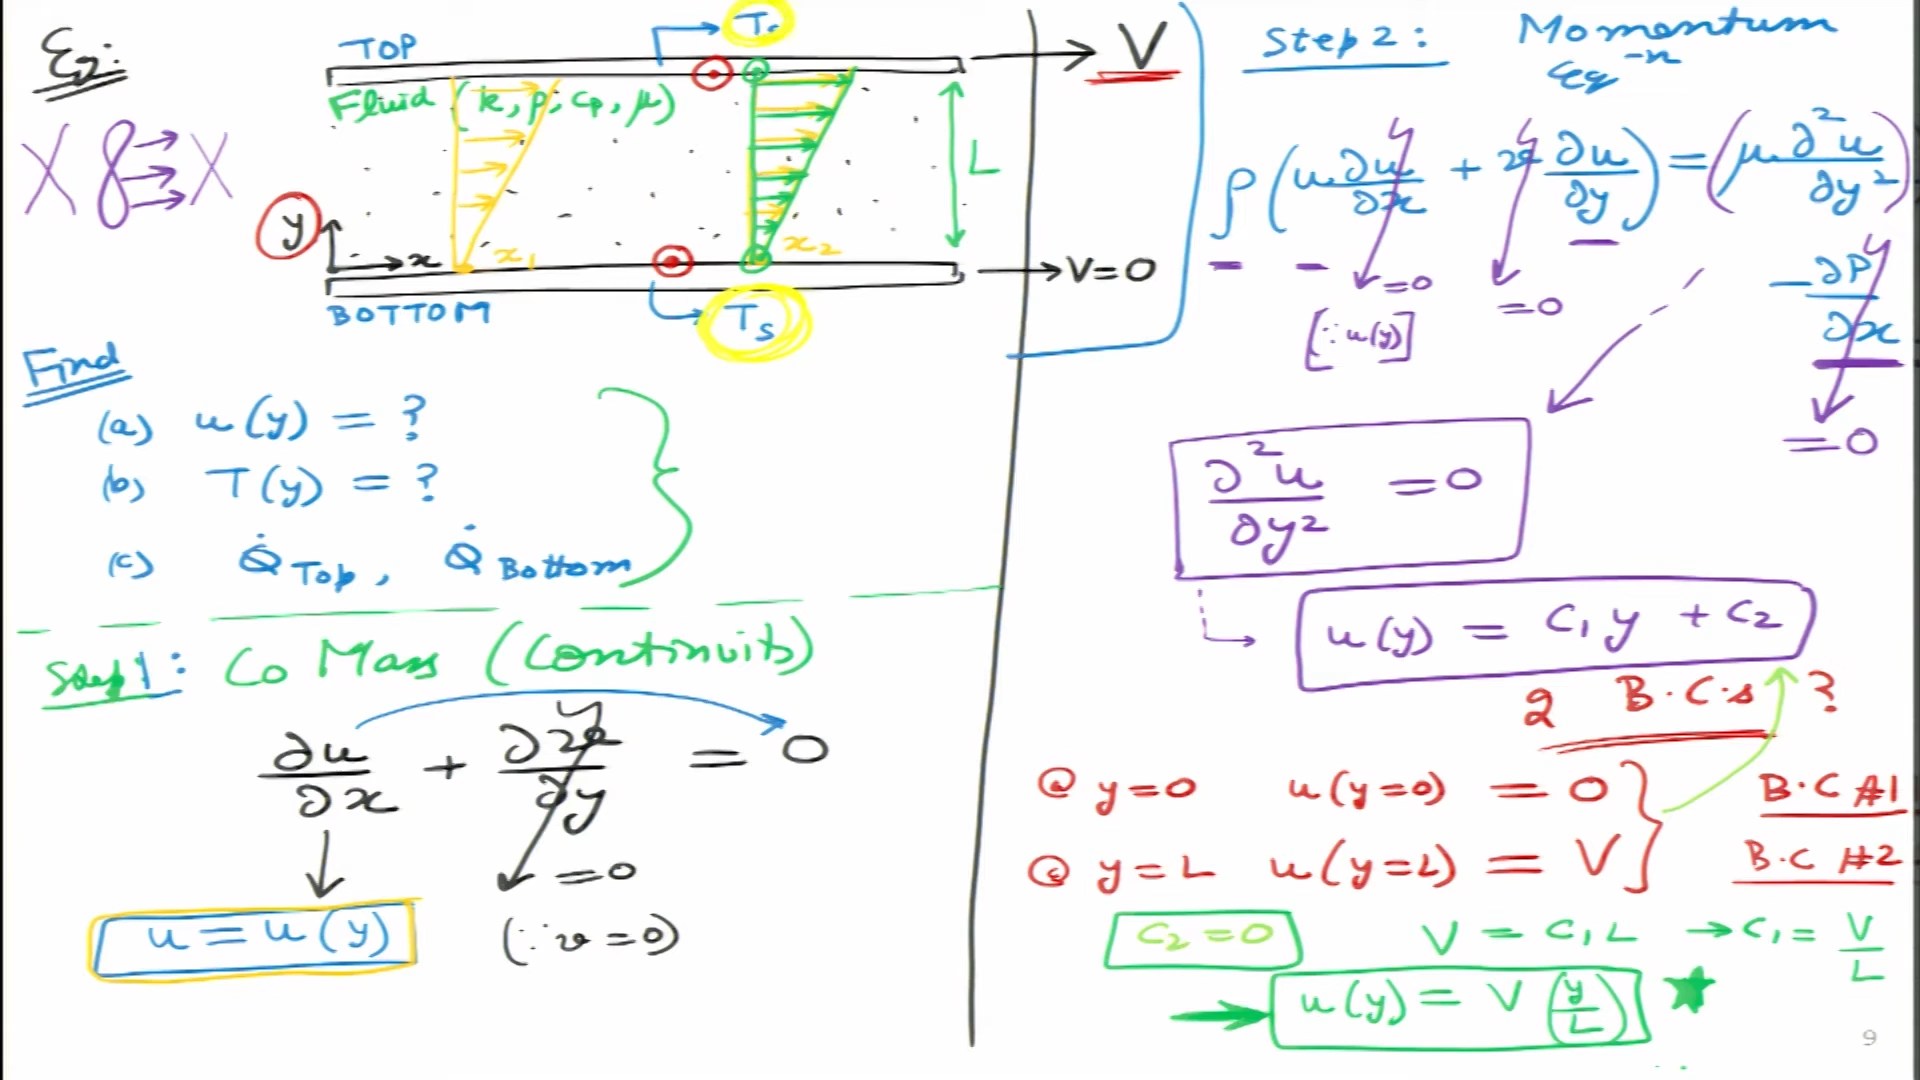 Eg:
TOP
Fluid (k, ρ, cp, μ)
V
L
y
x
x₁
x₂
BOTTOM
Ts
V=0
Find
(a) u(y) = ?
(b) T(y) = ?
(c) Q̇ Top, Q̇ Bottom
Step 1: Co Mass (Continuity)
∂u/∂x + ∂v/∂y = 0
=0
u = u(y)
(∵ v = 0)
Step 2: Momentum
eq-n
ρ(u ∂u/∂x + v ∂u/∂y) = (μ ∂²u/∂y²)
- ∂P/∂x
=0
[∵ u(y)]
=0
=0
∂²u/∂y² = 0
u(y) = C₁y + C₂
2 B.C.s ?
@ y=0 u(y=0) = 0 B.C #1
@ y=L u(y=L) = V B.C #2
C₂=0 V = C₁L → C₁ = V/L
u(y) = V (y/L)
9